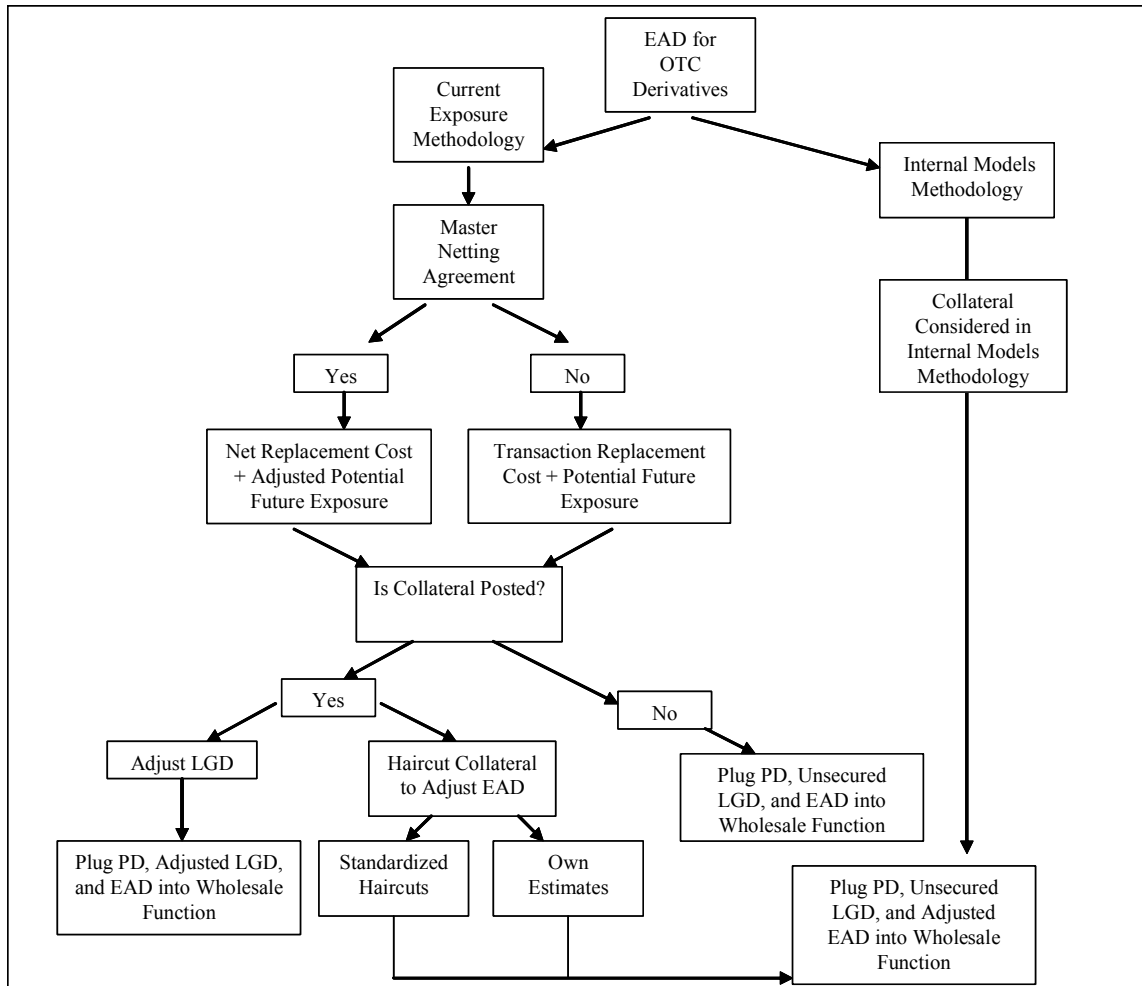 EAD for
OTC
Derivatives
Current
Exposure
Methodology
Internal Models
Methodology
Master
Netting
Agreement
Collateral
Considered in
Internal Models
Methodology
Yes
No
Net Replacement Cost
+ Adjusted Potential
Future Exposure
Transaction Replacement
Cost + Potential Future
Exposure
Is Collateral Posted?
Yes
No
Adjust LGD
Haircut Collateral
to Adjust EAD
Plug PD, Unsecured
LGD, and EAD into
Wholesale Function
Plug PD, Adjusted LGD,
and EAD into Wholesale
Function
Standardized
Haircuts
Own
Estimates
Plug PD, Unsecured
LGD, and Adjusted
EAD into Wholesale
Function